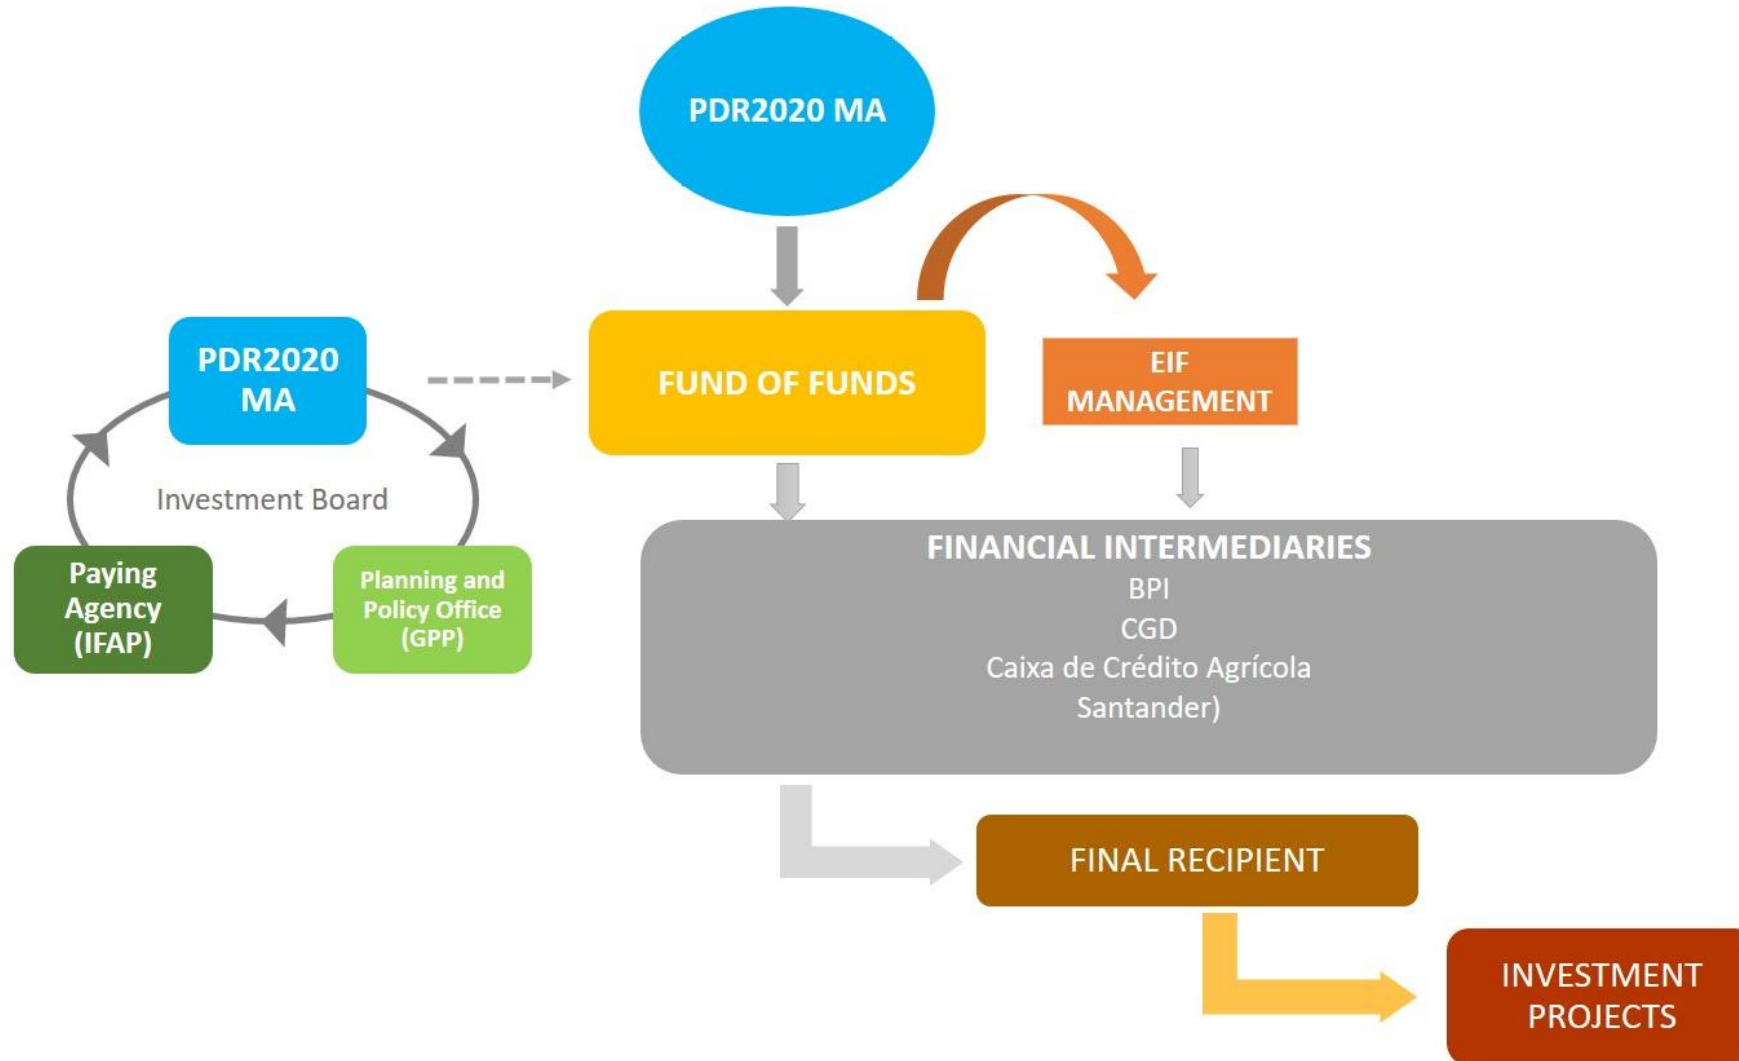 PDR2020 MA
PDR2020
MA
FUND OF FUNDS
EIF
MANAGEMENT
Investment Board
Paying
Agency
(IFAP)
Planning and
Policy Office
(GPP)
FINANCIAL INTERMEDIARIES
BPI
CGD
Caixa de Crédito Agrícola
Santander)
FINAL RECIPIENT
INVESTMENT
PROJECTS